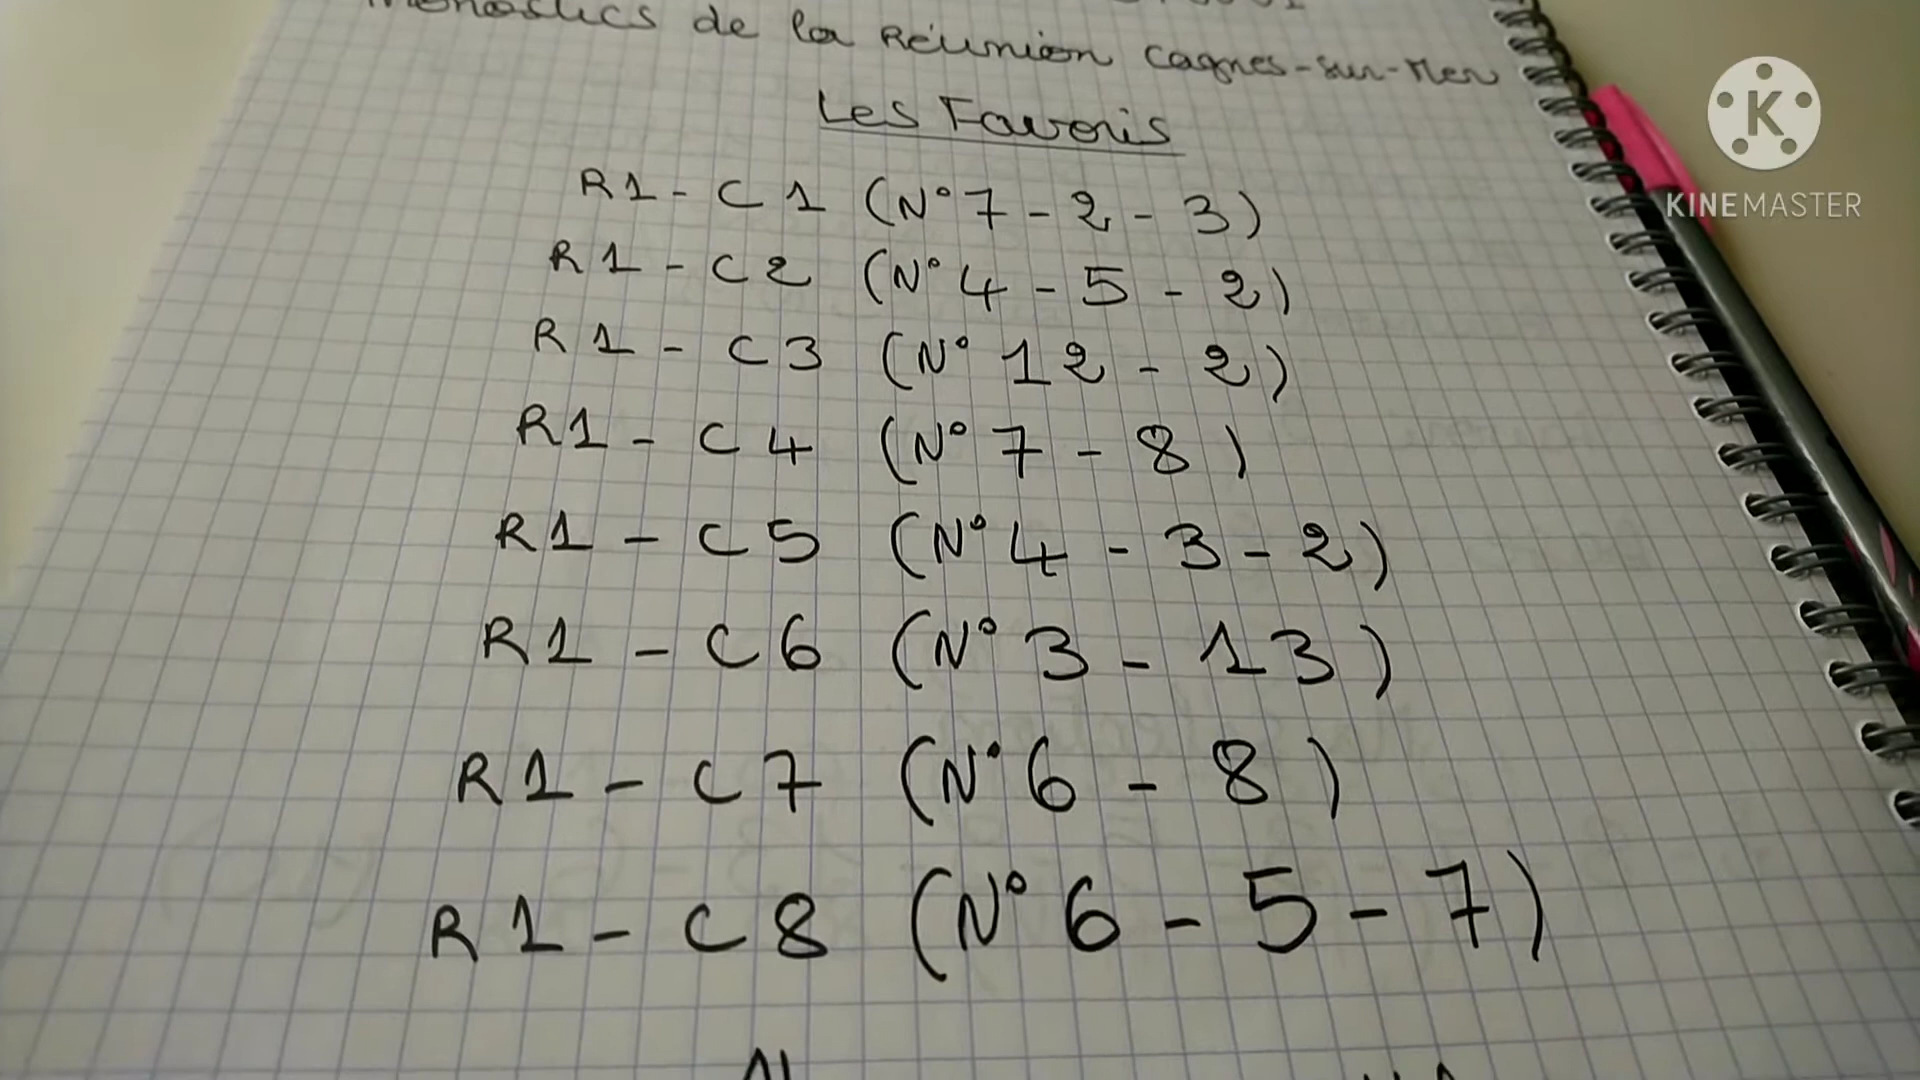 de la Réunion Cagnes-sur-Mer
Les Favoris
R1 - C1 (N° 7 - 2 - 3)
R1 - C2 (N° 4 - 5 - 2)
R1 - C3 (N° 12 - 2)
R1 - C4 (N° 7 - 8)
R1 - C5 (N° 4 - 3 - 2)
R1 - C6 (N° 3 - 13)
R1 - C7 (N° 6 - 8)
R1 - C8 (N° 6 - 5 - 7)
K
KINEMASTER